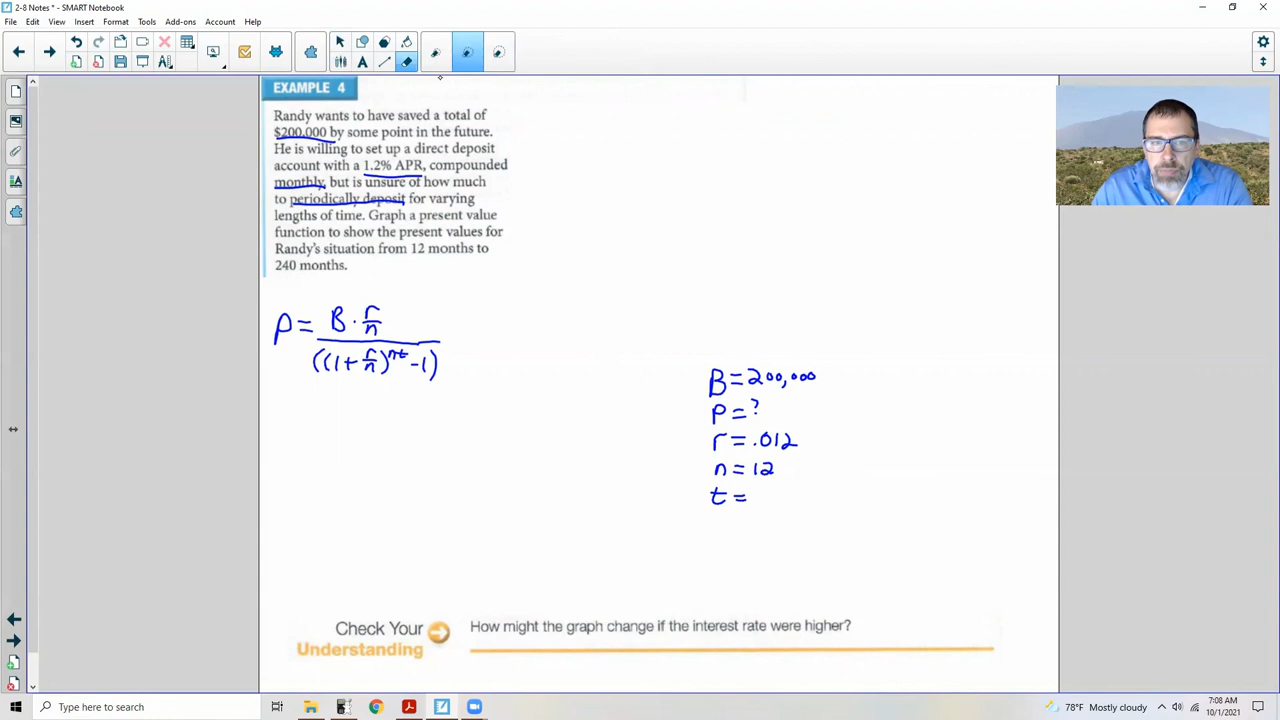 2-8 Notes * - SMART Notebook
File Edit View Insert Format Tools Add-ons Account Help
EXAMPLE 4
Randy wants to have saved a total of
$200,000 by some point in the future.
He is willing to set up a direct deposit
account with a 1.2% APR, compounded
monthly, but is unsure of how much
to periodically deposit for varying
lengths of time. Graph a present value
function to show the present values for
Randy's situation from 12 months to
240 months.
P = B · r/n
((1 + r/n)^nt - 1)
B = 200,000
P = ?
r = .012
n = 12
t =
Check Your
Understanding
How might the graph change if the interest rate were higher?
Type here to search
78°F Mostly cloudy
7:08 AM
10/1/2021